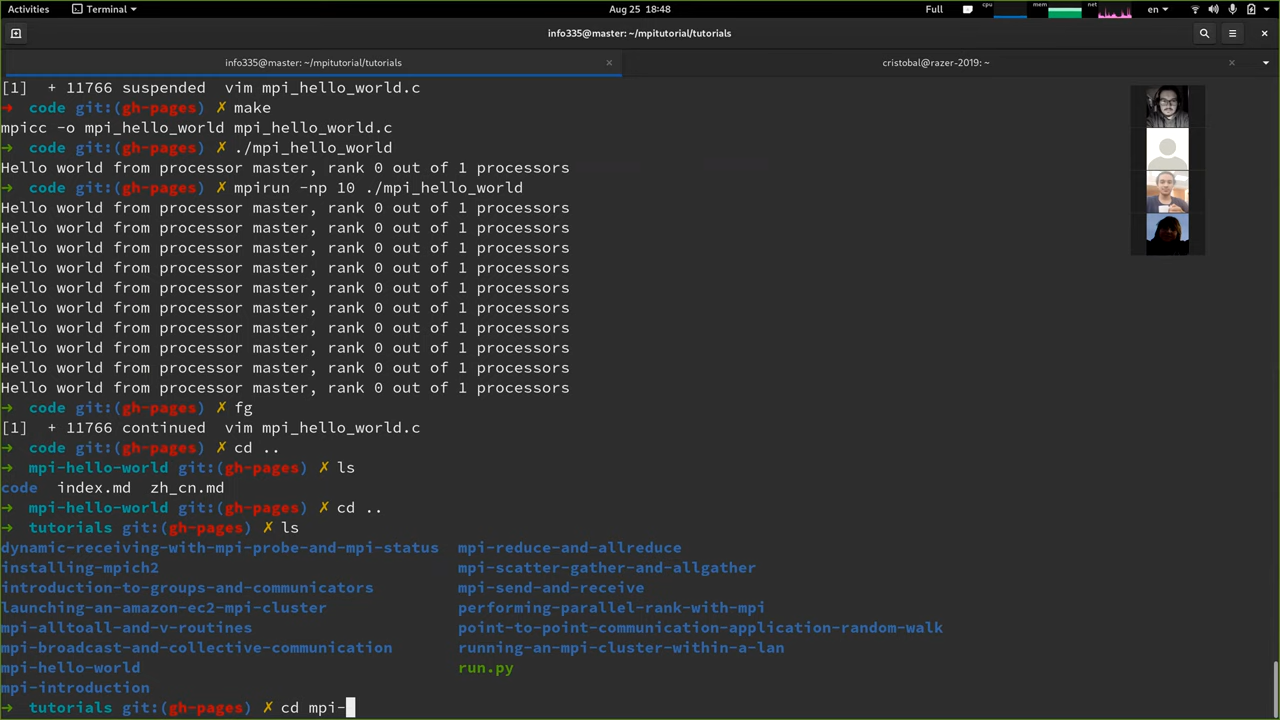 Activities Terminal Aug 25 18:48 Full cpu mem net en
info335@master: ~/mpitutorial/tutorials
info335@master: ~/mpitutorial/tutorials × cristobal@razer-2019: ~ ×
[1]  + 11766 suspended  vim mpi_hello_world.c
→ code git:(gh-pages) ✗ make
mpicc -o mpi_hello_world mpi_hello_world.c
→ code git:(gh-pages) ✗ ./mpi_hello_world
Hello world from processor master, rank 0 out of 1 processors
→ code git:(gh-pages) ✗ mpirun -np 10 ./mpi_hello_world
Hello world from processor master, rank 0 out of 1 processors
Hello world from processor master, rank 0 out of 1 processors
Hello world from processor master, rank 0 out of 1 processors
Hello world from processor master, rank 0 out of 1 processors
Hello world from processor master, rank 0 out of 1 processors
Hello world from processor master, rank 0 out of 1 processors
Hello world from processor master, rank 0 out of 1 processors
Hello world from processor master, rank 0 out of 1 processors
Hello world from processor master, rank 0 out of 1 processors
Hello world from processor master, rank 0 out of 1 processors
→ code git:(gh-pages) ✗ fg
[1]  + 11766 continued  vim mpi_hello_world.c
→ code git:(gh-pages) ✗ cd ..
→ mpi-hello-world git:(gh-pages) ✗ ls
code  index.md  zh_cn.md
→ mpi-hello-world git:(gh-pages) ✗ cd ..
→ tutorials git:(gh-pages) ✗ ls
dynamic-receiving-with-mpi-probe-and-mpi-status  mpi-reduce-and-allreduce
installing-mpich2  mpi-scatter-gather-and-allgather
introduction-to-groups-and-communicators  mpi-send-and-receive
launching-an-amazon-ec2-mpi-cluster  performing-parallel-rank-with-mpi
mpi-alltoall-and-v-routines  point-to-point-communication-application-random-walk
mpi-broadcast-and-collective-communication  running-an-mpi-cluster-within-a-lan
mpi-hello-world  run.py
mpi-introduction
→ tutorials git:(gh-pages) ✗ cd mpi-